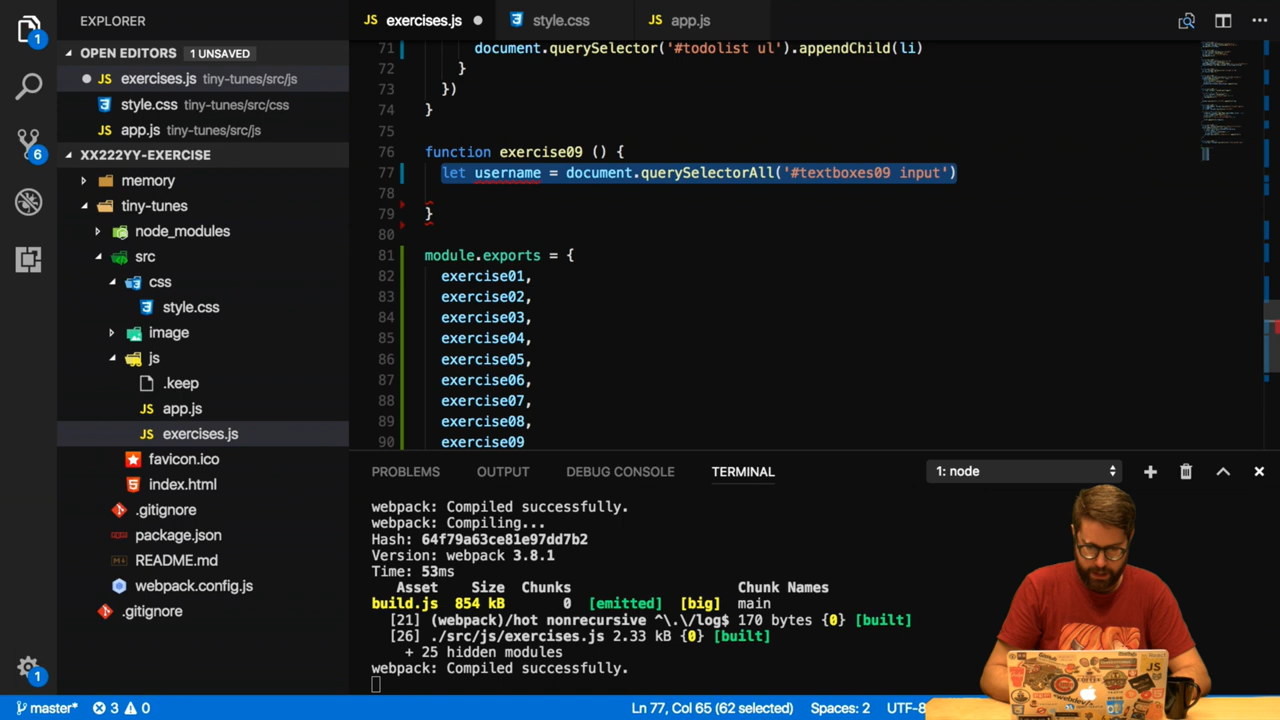 EXPLORER
OPEN EDITORS 1 UNSAVED
JS exercises.js tiny-tunes/src/js
style.css tiny-tunes/src/css
JS app.js tiny-tunes/src/js
XX222YY-EXERCISE
memory
tiny-tunes
node_modules
src
css
style.css
image
js
.keep
JS app.js
JS exercises.js
favicon.ico
index.html
.gitignore
package.json
README.md
webpack.config.js
.gitignore
1
6
1
JS exercises.js
style.css
JS app.js
71 document.querySelector('#todolist ul').appendChild(li)
72 }
73 })
74 }
75
76 function exercise09 () {
77 let username = document.querySelectorAll('#textboxes09 input')
78
79 }
80
81 module.exports = {
82 exercise01,
83 exercise02,
84 exercise03,
85 exercise04,
86 exercise05,
87 exercise06,
88 exercise07,
89 exercise08,
90 exercise09
PROBLEMS OUTPUT DEBUG CONSOLE TERMINAL 1: node
webpack: Compiled successfully.
webpack: Compiling...
Hash: 64f79a63ce81e97dd7b2
Version: webpack 3.8.1
Time: 53ms
Asset Size Chunks Chunk Names
build.js 854 kB 0 [emitted] [big] main
[21] (webpack)/hot nonrecursive ^\.\/log$ 170 bytes {0} [built]
[26] ./src/js/exercises.js 2.33 kB {0} [built]
+ 25 hidden modules
webpack: Compiled successfully.
master* 3 0 Ln 77, Col 65 (62 selected) Spaces: 2 UTF-8
JS